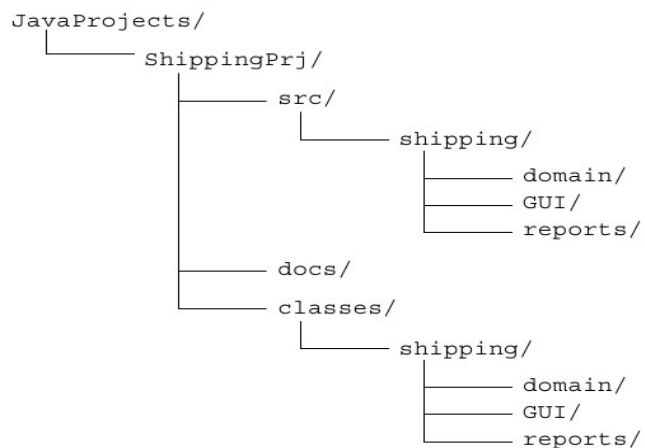 JavaProjects/
ShippingPrj/
src/
shipping/
domain/
GUI/
reports/
docs/
classes/
shipping/
domain/
GUI/
reports/